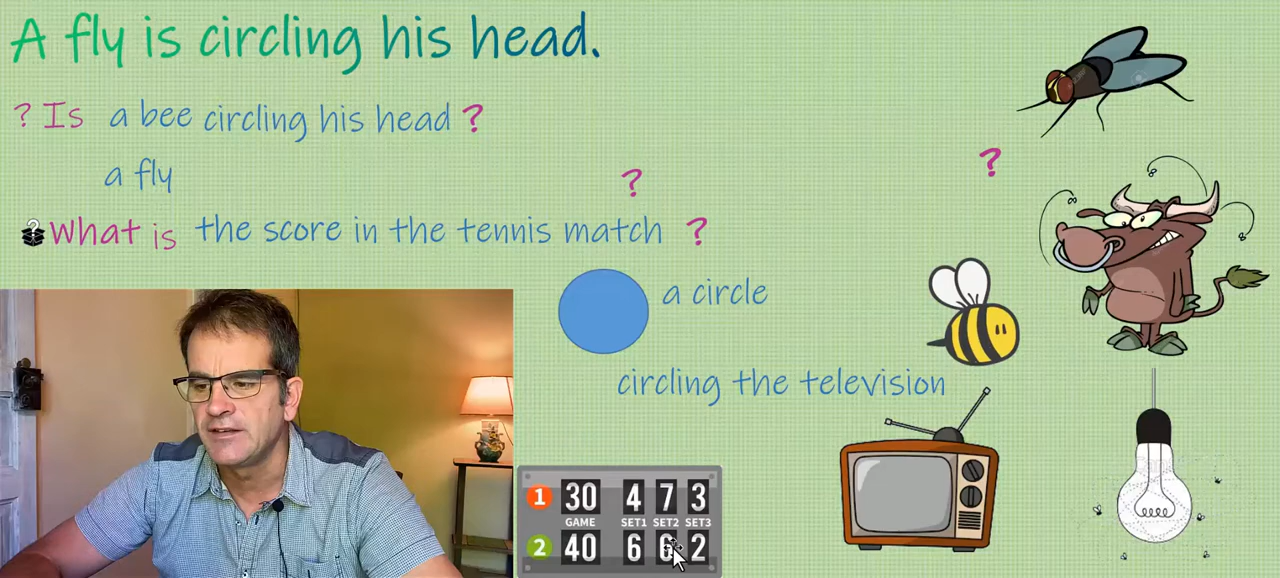 A fly is circling his head.
? Is a bee circling his head ?
a fly
?
?
What is the score in the tennis match ?
a circle
circling the television
1 30 4 7 3
GAME SET1 SET2 SET3
2 40 6 6 2